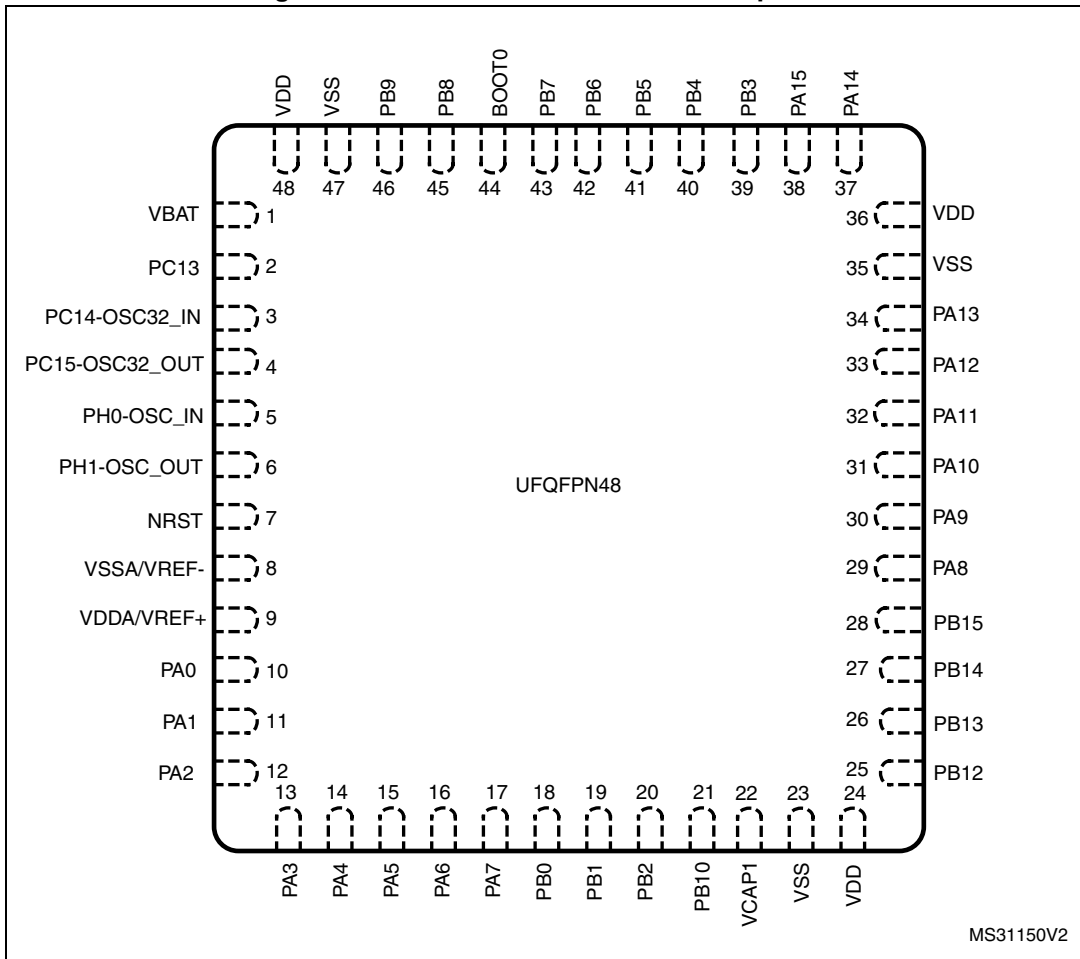 VDD
VSS
PB9
PB8
BOOT0
PB7
PB6
PB5
PB4
PB3
PA15
PA14
48 47 46 45 44 43 42 41 40 39 38 37
VBAT 1 36 VDD
PC13 2 35 VSS
PC14-OSC32_IN 3 34 PA13
PC15-OSC32_OUT 4 33 PA12
PH0-OSC_IN 5 32 PA11
PH1-OSC_OUT 6 31 PA10
UFQFPN48
NRST 7 30 PA9
VSSA/VREF- 8 29 PA8
VDDA/VREF+ 9 28 PB15
PA0 10 27 PB14
PA1 11 26 PB13
PA2 12 25 PB12
13 14 15 16 17 18 19 20 21 22 23 24
PA3
PA4
PA5
PA6
PA7
PB0
PB1
PB2
PB10
VCAP1
VSS
VDD
MS31150V2